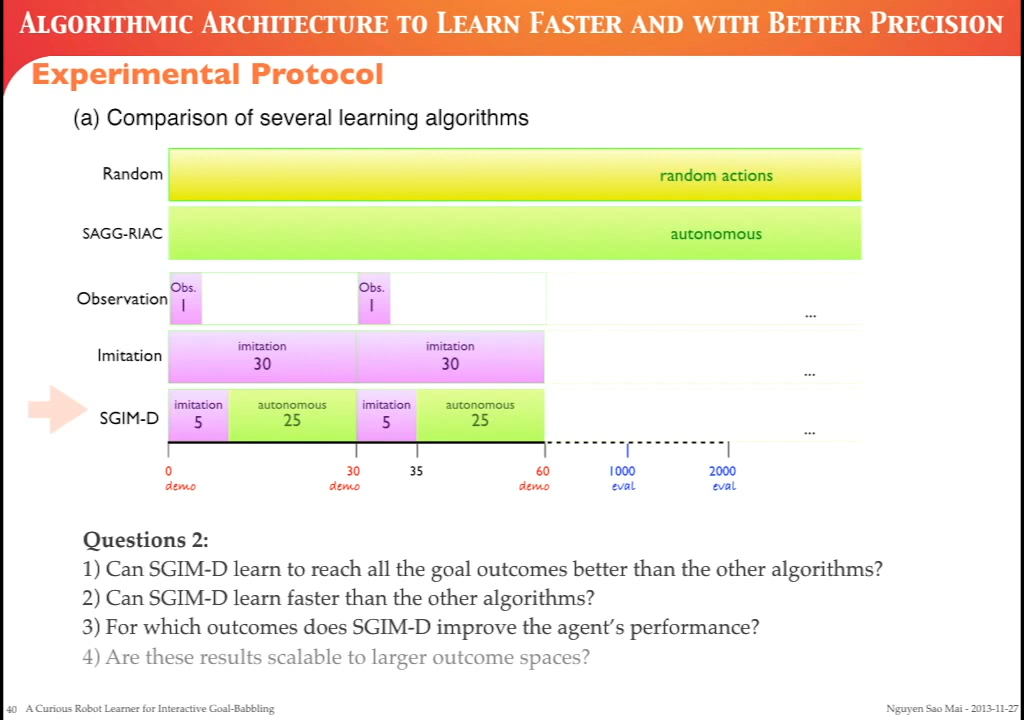 ALGORITHMIC ARCHITECTURE TO LEARN FASTER AND WITH BETTER PRECISION
Experimental Protocol
(a) Comparison of several learning algorithms
Random random actions
SAGG-RIAC autonomous
Observation Obs. 1 Obs. 1 ...
Imitation imitation 30 imitation 30 ...
SGIM-D imitation 5 autonomous 25 imitation 5 autonomous 25 ...
0 30 35 60 1000 2000
demo demo demo eval eval
Questions 2:
1) Can SGIM-D learn to reach all the goal outcomes better than the other algorithms?
2) Can SGIM-D learn faster than the other algorithms?
3) For which outcomes does SGIM-D improve the agent's performance?
4) Are these results scalable to larger outcome spaces?
40 A Curious Robot Learner for Interactive Goal-Babbling Nguyen Sao Mai - 2013-11-27